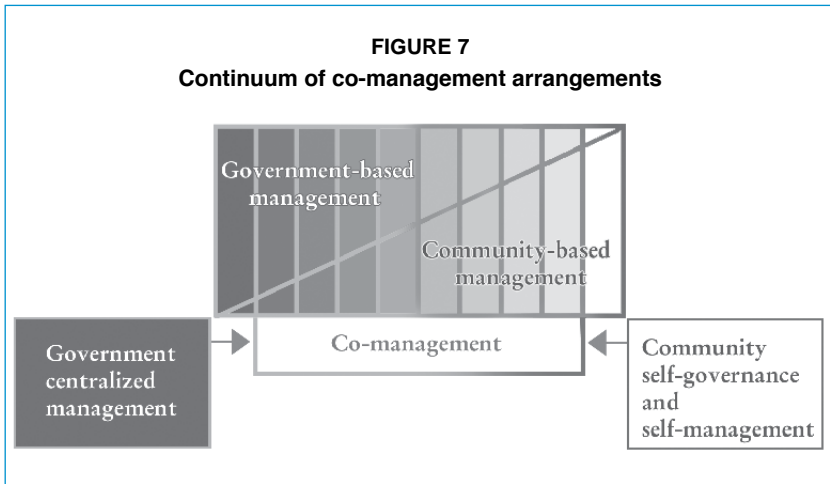 FIGURE 7
Continuum of co-management arrangements
Government-based
management
Community-based
management
Co-management
Government
centralized
management
Community
self-governance
and
self-management